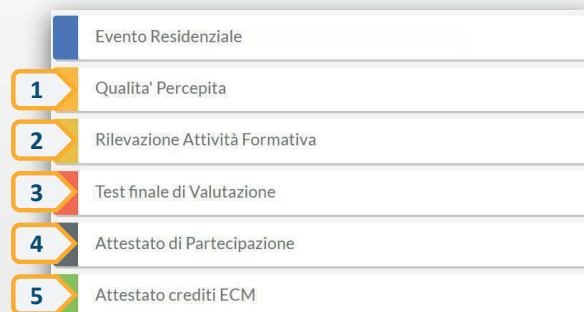 Evento Residenziale
1 Qualita' Percepita
2 Rilevazione Attività Formativa
3 Test finale di Valutazione
4 Attestato di Partecipazione
5 Attestato crediti ECM